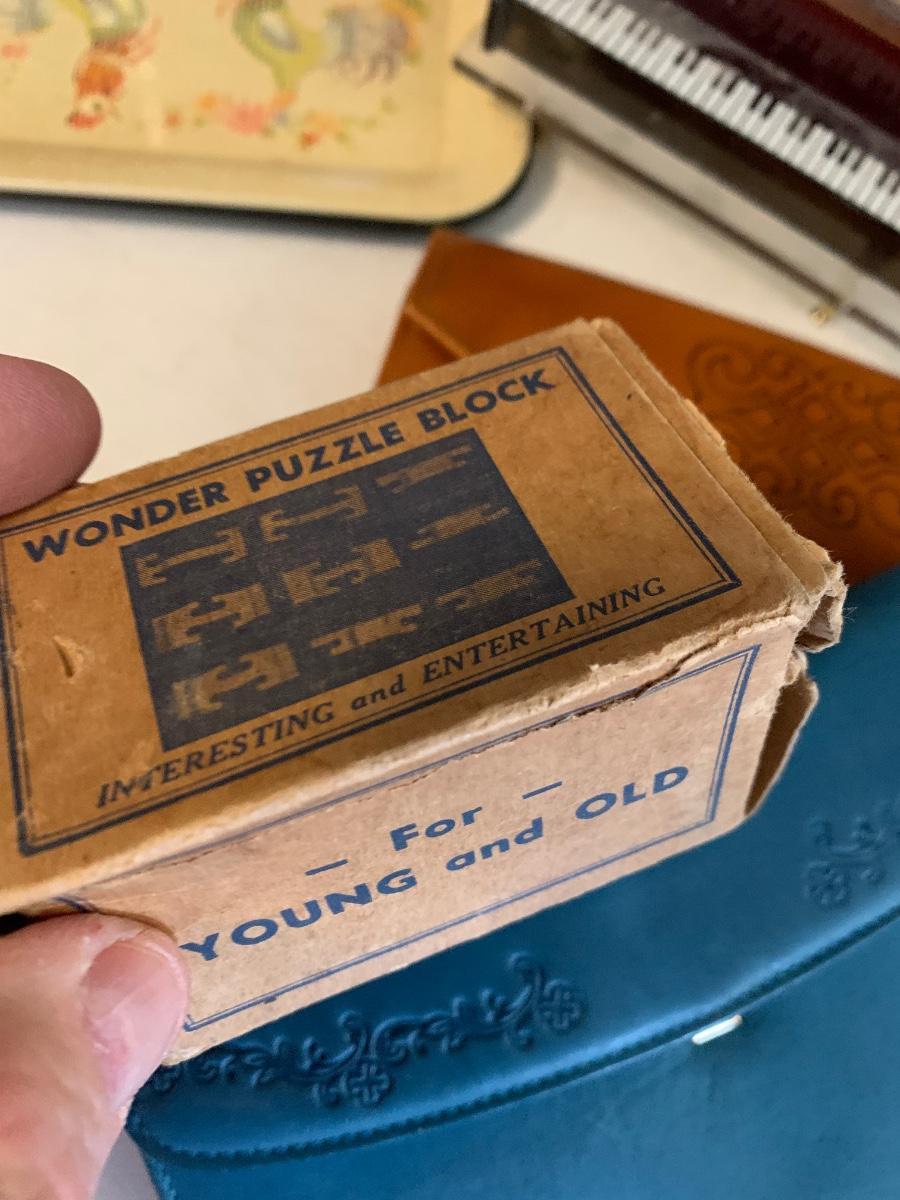 WONDER PUZZLE BLOCK
INTERESTING and ENTERTAINING
— For —
YOUNG and OLD